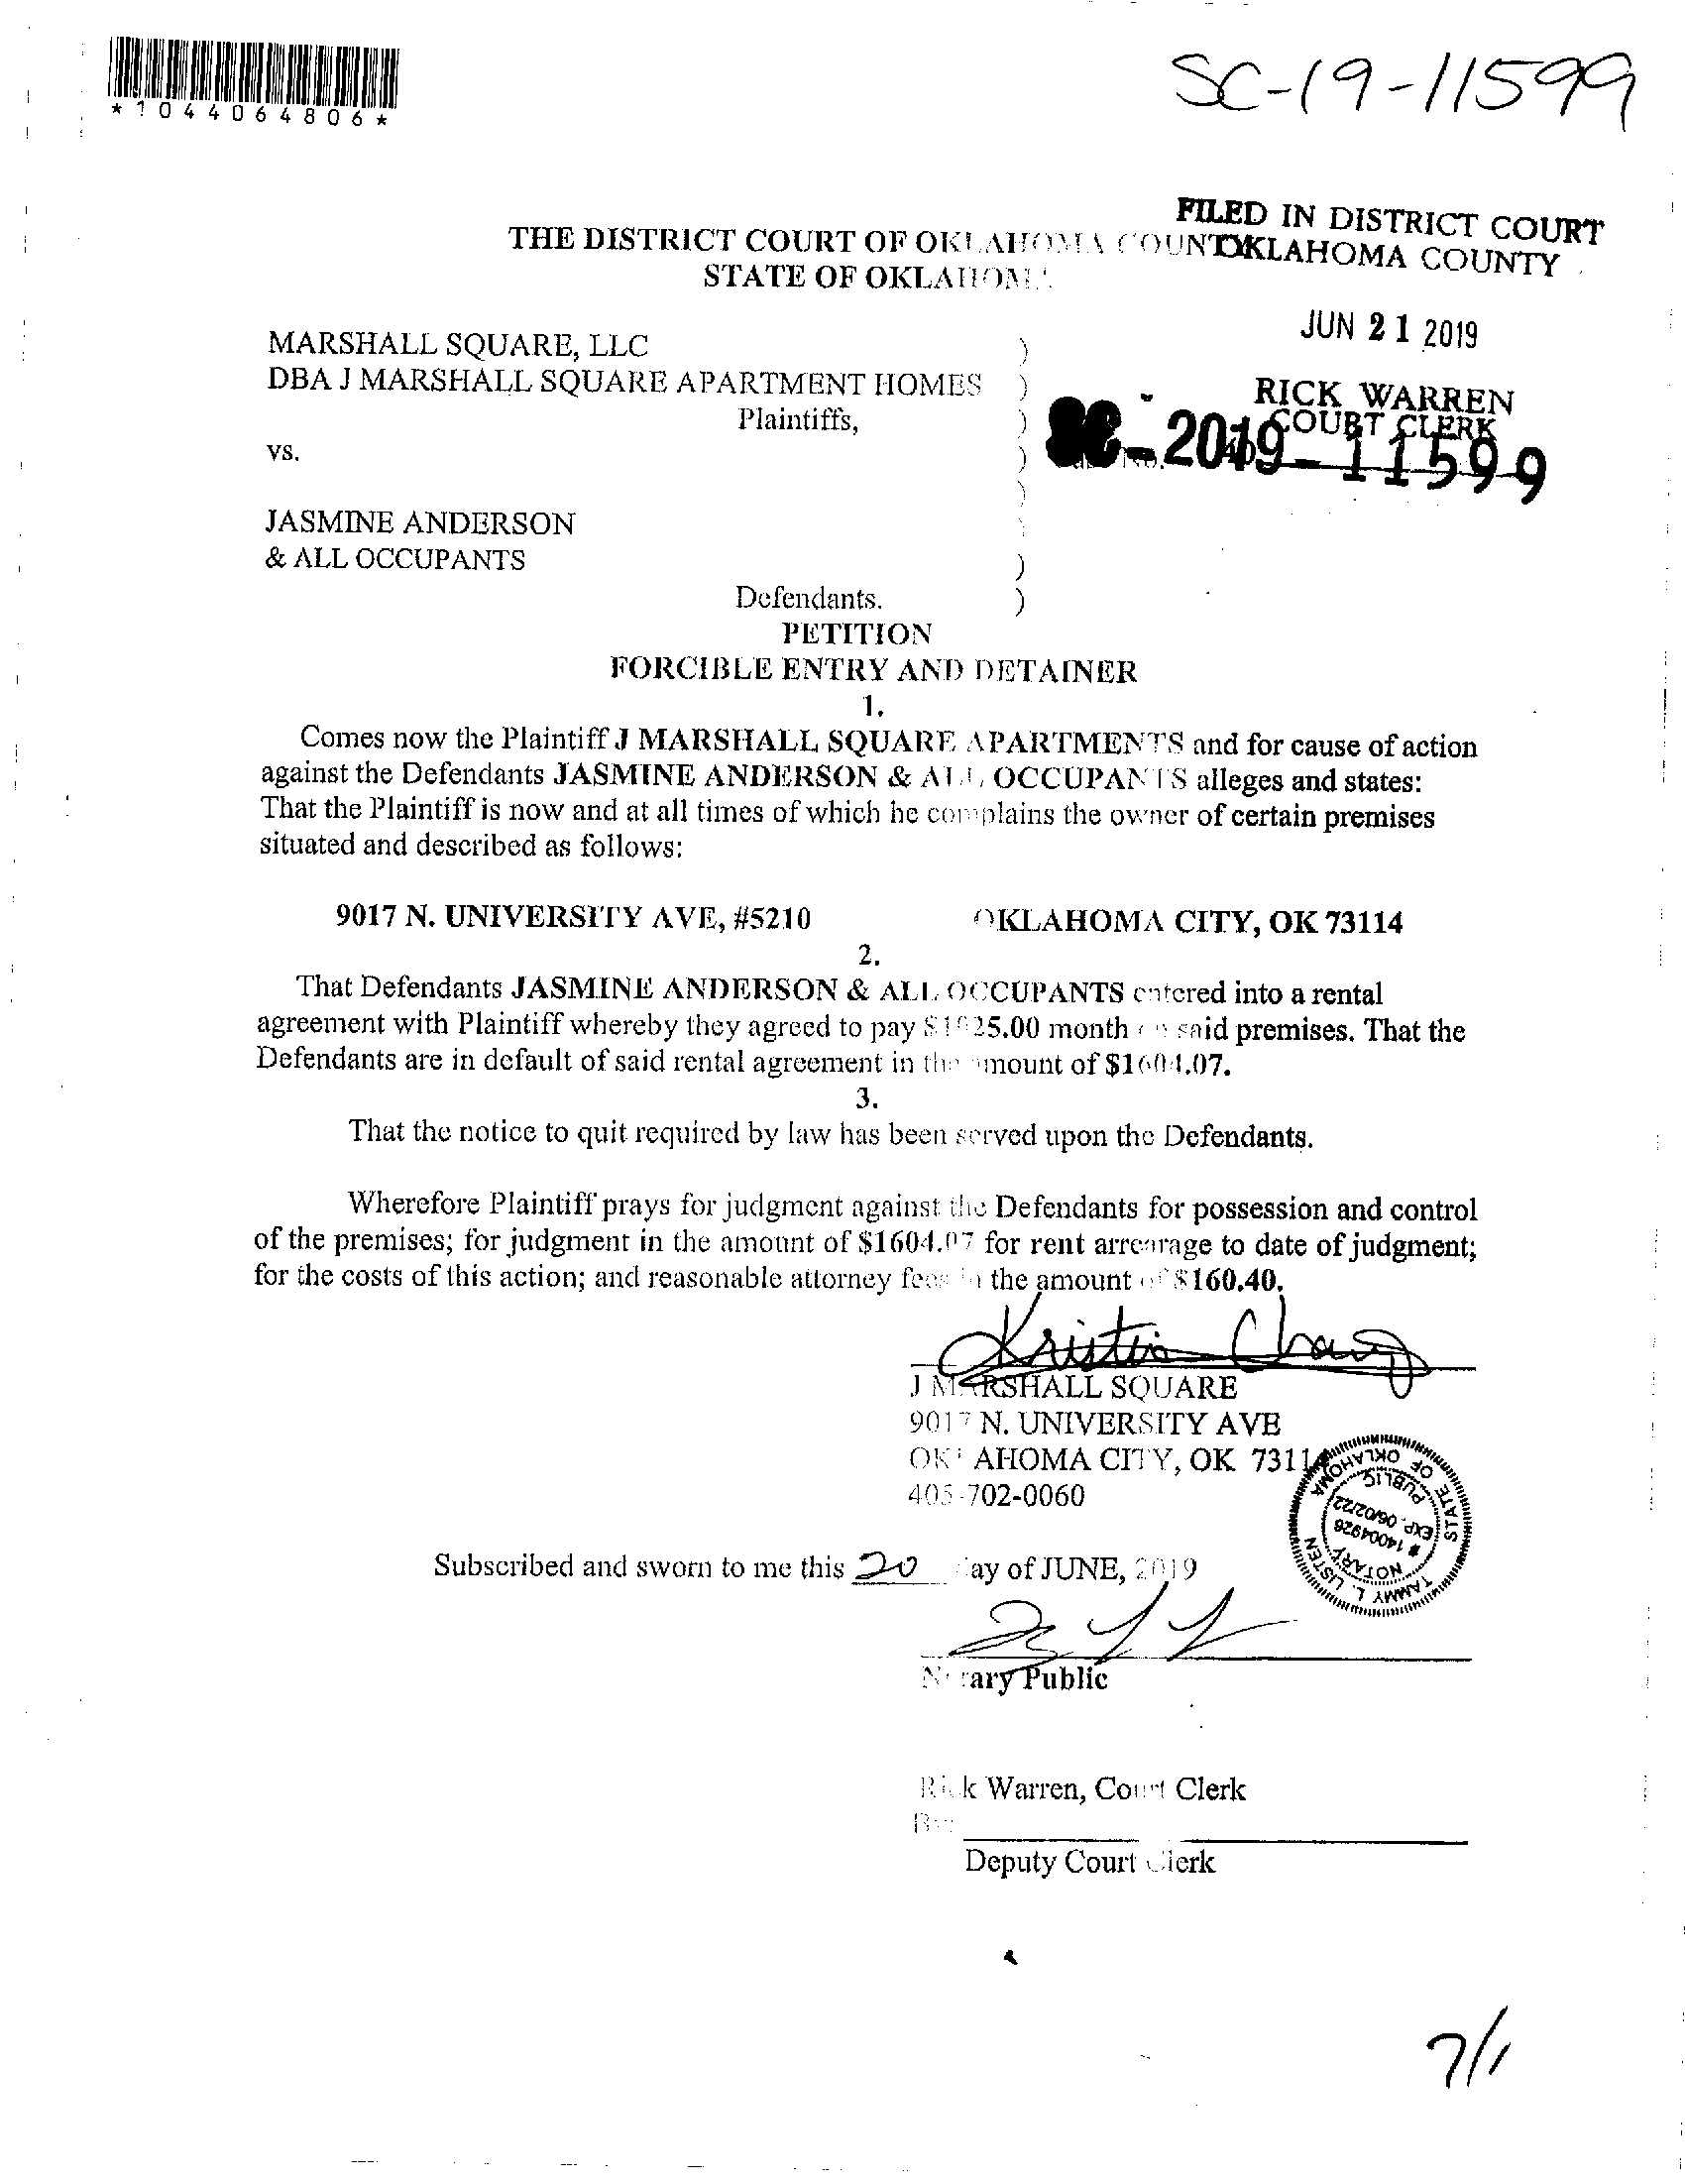 *1044064806*
SC-19-11599
FILED IN DISTRICT COURT
OKLAHOMA COUNTY
THE DISTRICT COURT OF OKLAHOMA COUNT
STATE OF OKLAHOMA
JUN 21 2019
MARSHALL SQUARE, LLC )
DBA J MARSHALL SQUARE APARTMENT HOMES )
RICK WARREN
COURT CLERK
Plaintiffs, )
SC-2019-11599
vs. )
)
JASMINE ANDERSON
& ALL OCCUPANTS )
Defendants. )
PETITION
FORCIBLE ENTRY AND DETAINER
1.
Comes now the Plaintiff J MARSHALL SQUARE APARTMENTS and for cause of action
against the Defendants JASMINE ANDERSON & ALL OCCUPANTS alleges and states:
That the Plaintiff is now and at all times of which he complains the owner of certain premises
situated and described as follows:
9017 N. UNIVERSITY AVE, #5210 OKLAHOMA CITY, OK 73114
2.
That Defendants JASMINE ANDERSON & ALL OCCUPANTS entered into a rental
agreement with Plaintiff whereby they agreed to pay month said premises. That the
Defendants are in default of said rental agreement in the amount of $1604.07.
3.
That the notice to quit required by law has been served upon the Defendants.
Wherefore Plaintiff prays for judgment against the Defendants for possession and control
of the premises; for judgment in the amount of $1604.07 for rent arrearage to date of judgment;
for the costs of this action; and reasonable attorney fees in the amount of $160.40.
Kristin
J MARSHALL SQUARE
9017 N. UNIVERSITY AVE
OKLAHOMA CITY, OK 73114
405-702-0060
TAMMY L. LISTEN
STATE OF OKLAHOMA
NOTARY PUBLIC
# 14004926
EXP. 06/02/22
Subscribed and sworn to me this 20 day of JUNE, 2019
Notary Public
Rick Warren, Court Clerk
By:
Deputy Court Clerk
7/1